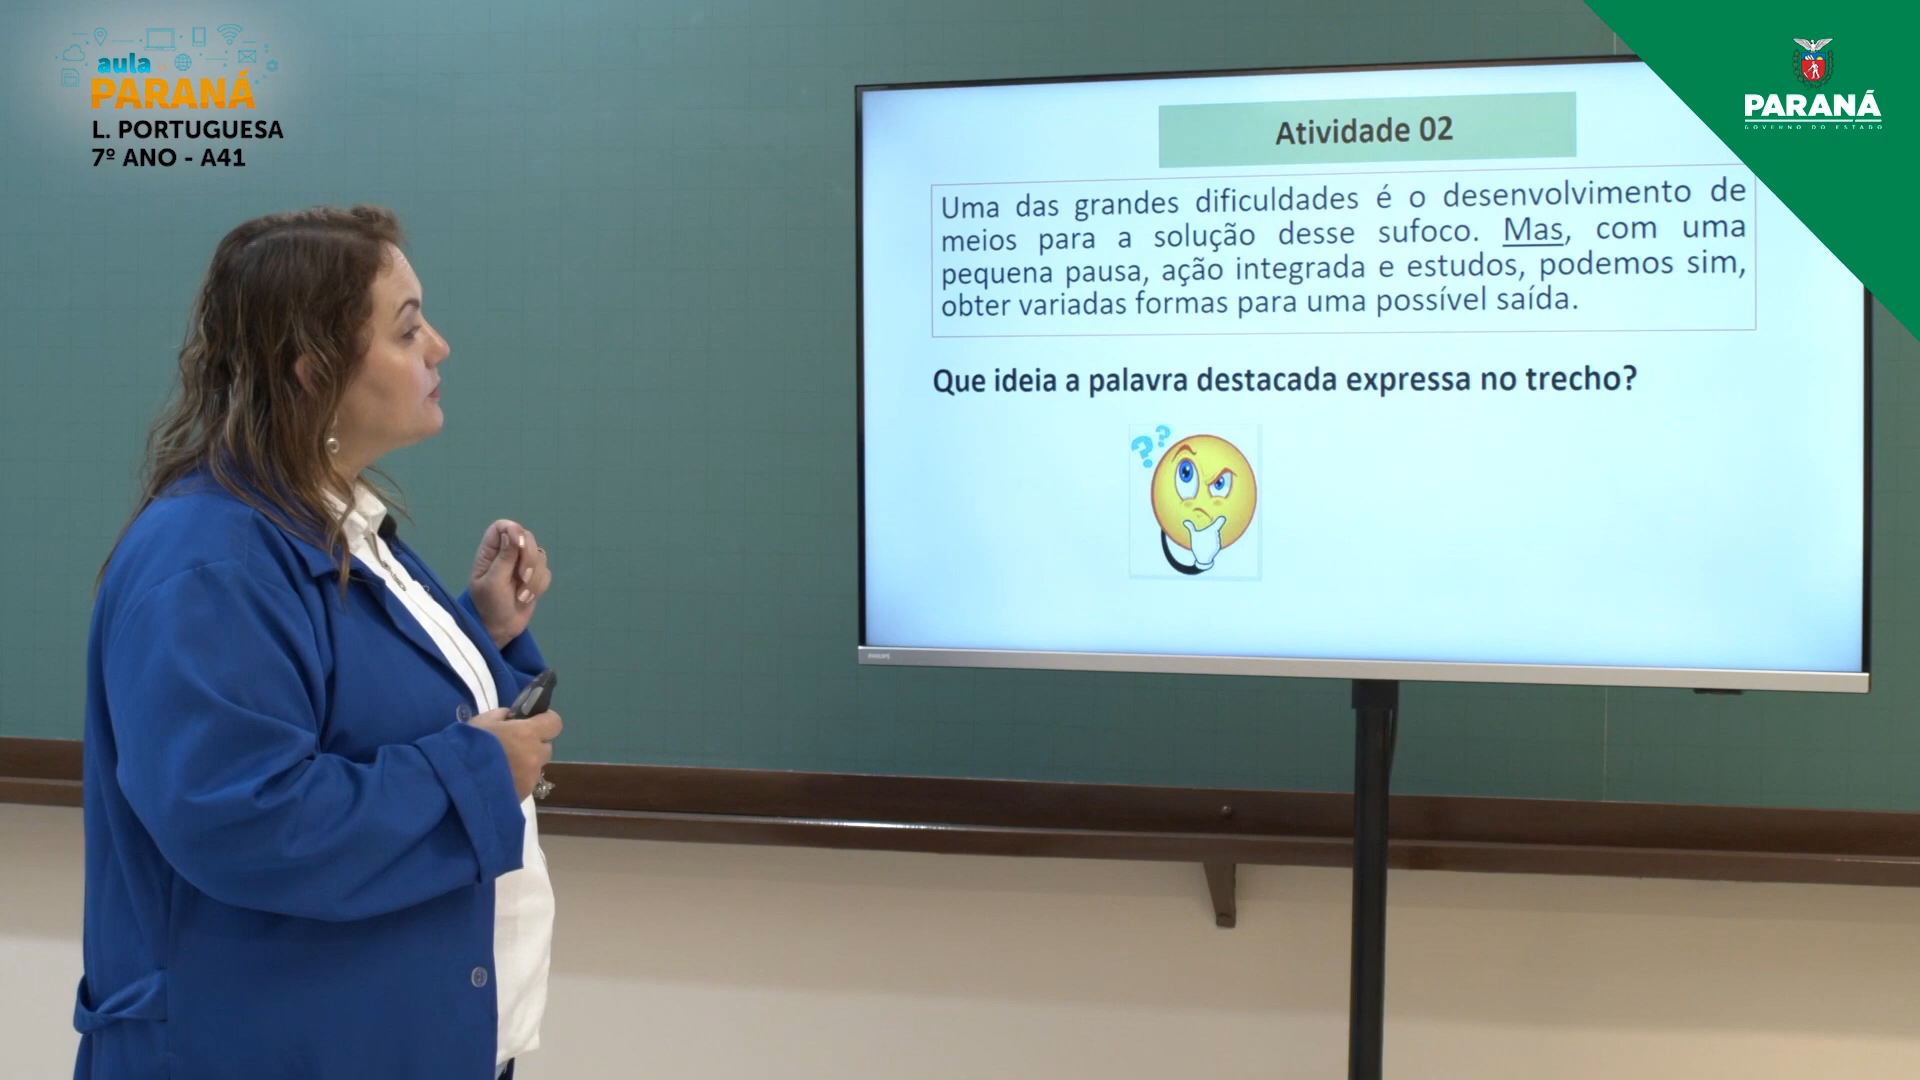 aula
PARANÁ
L. PORTUGUESA
7º ANO - A41
PARANÁ
GOVERNO DO ESTADO
Atividade 02
Uma das grandes dificuldades é o desenvolvimento de
meios para a solução desse sufoco. Mas, com uma
pequena pausa, ação integrada e estudos, podemos sim,
obter variadas formas para uma possível saída.
Que ideia a palavra destacada expressa no trecho?
??
PHILIPS